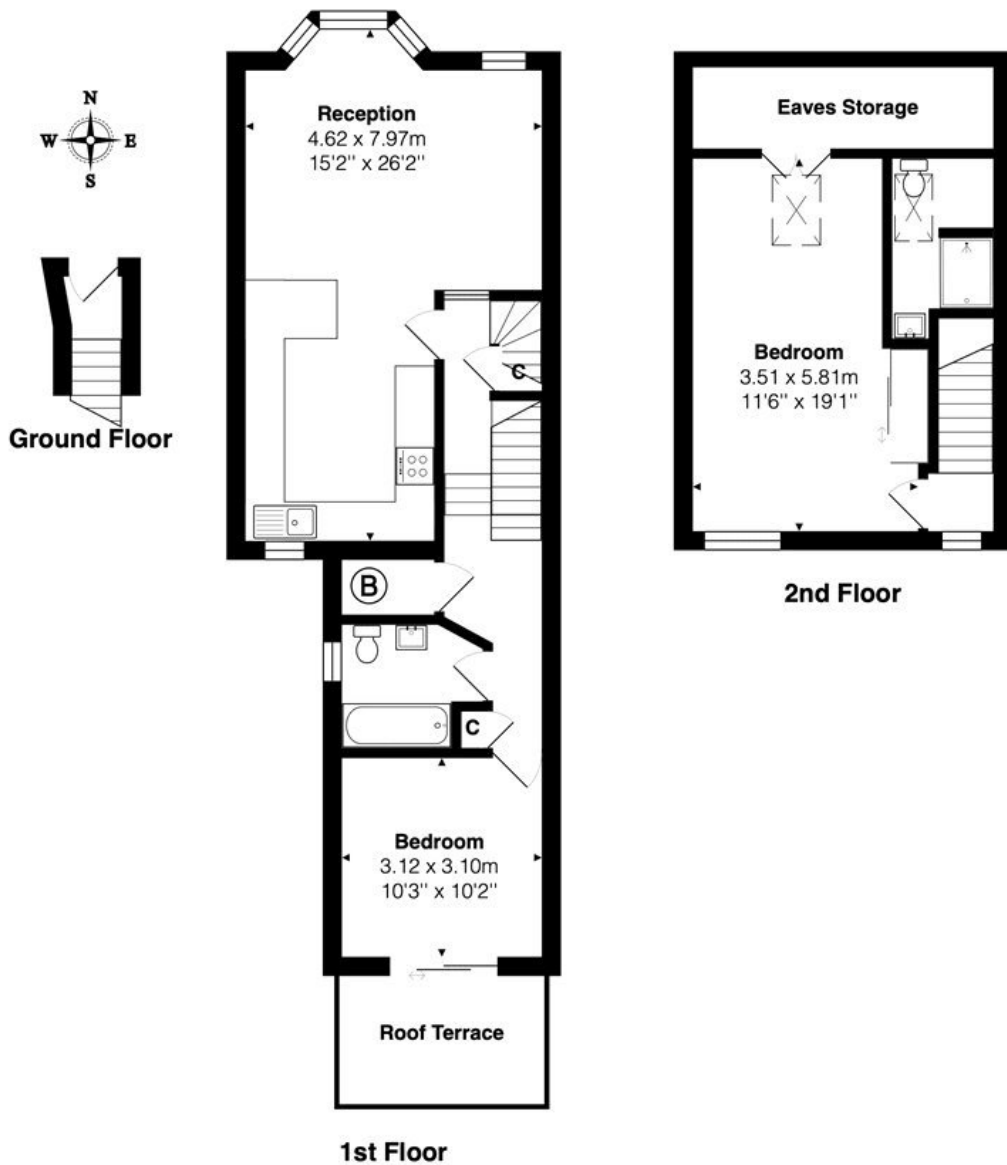 N
W E
S
Ground Floor
Reception
4.62 x 7.97m
15'2" x 26'2"
C
B
C
Bedroom
3.12 x 3.10m
10'3" x 10'2"
Roof Terrace
1st Floor
Eaves Storage
Bedroom
3.51 x 5.81m
11'6" x 19'1"
2nd Floor